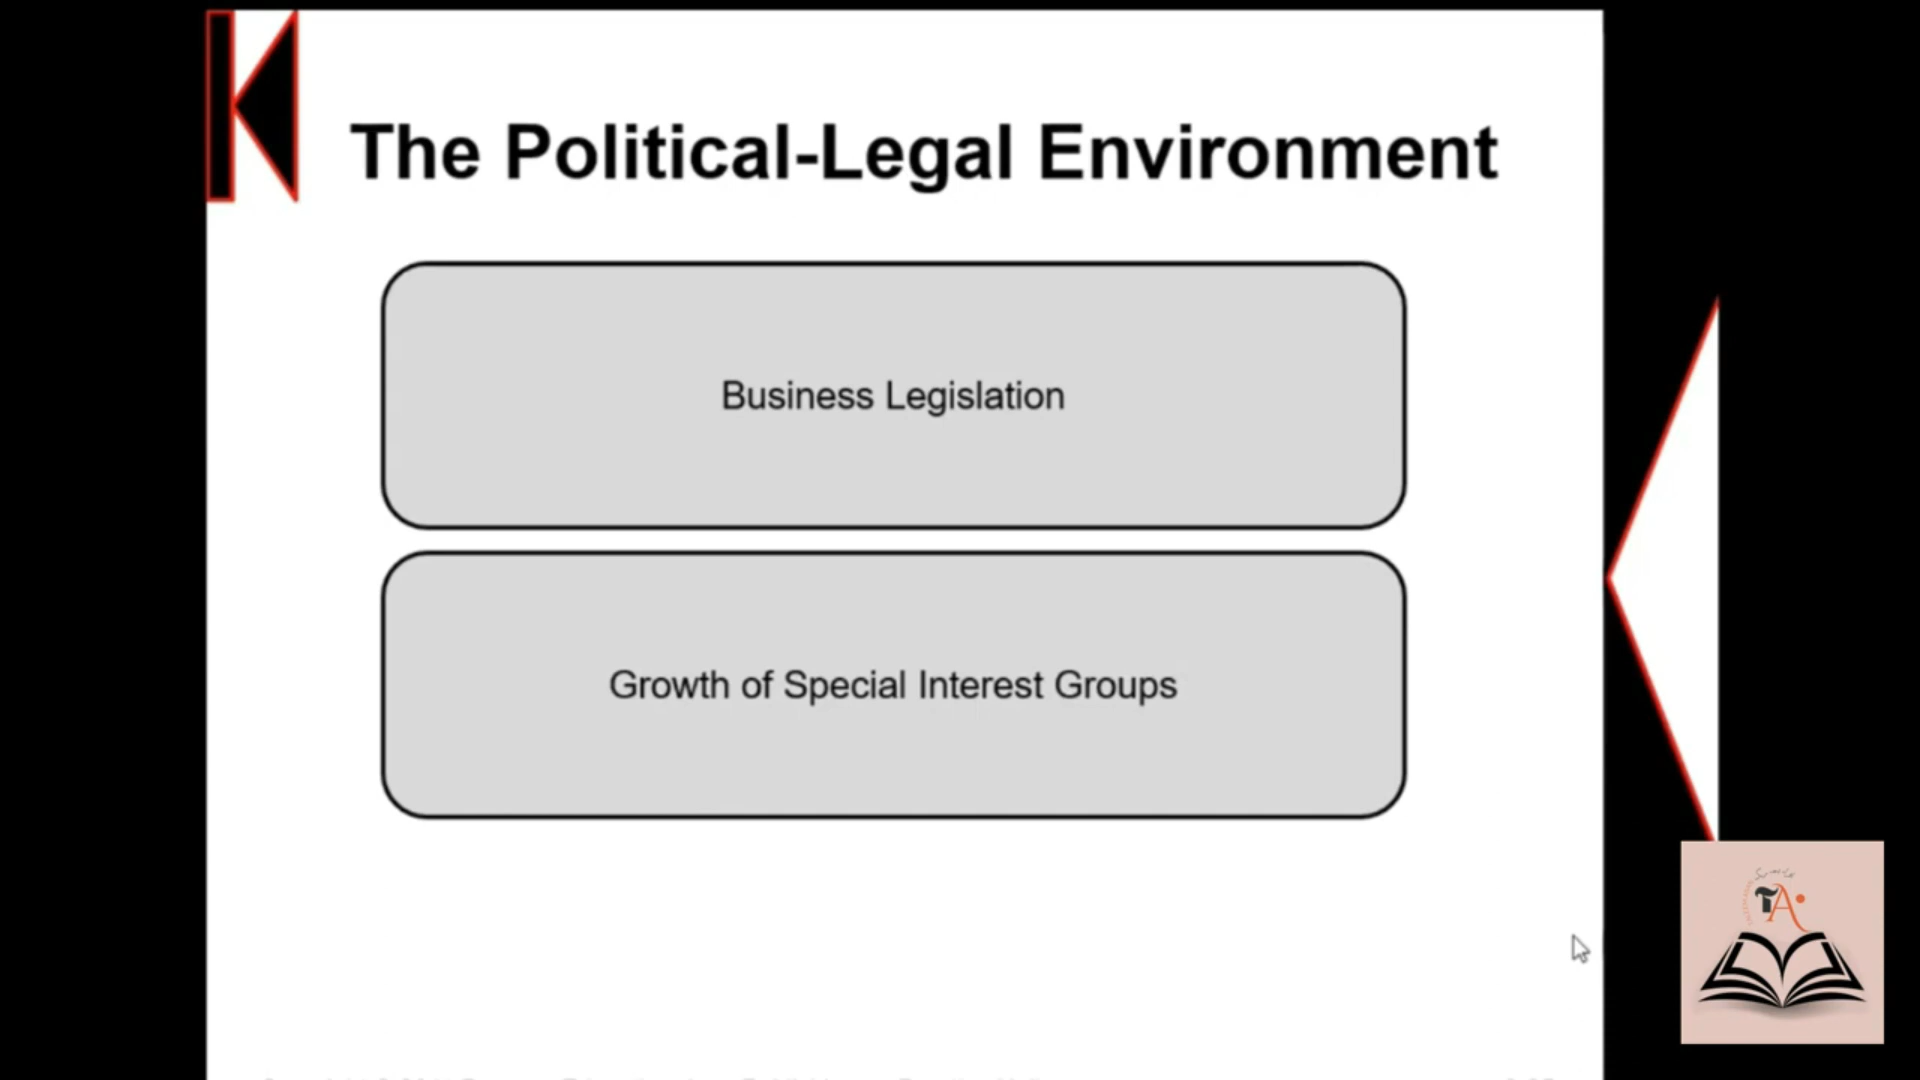 The Political-Legal Environment
Business Legislation
Growth of Special Interest Groups